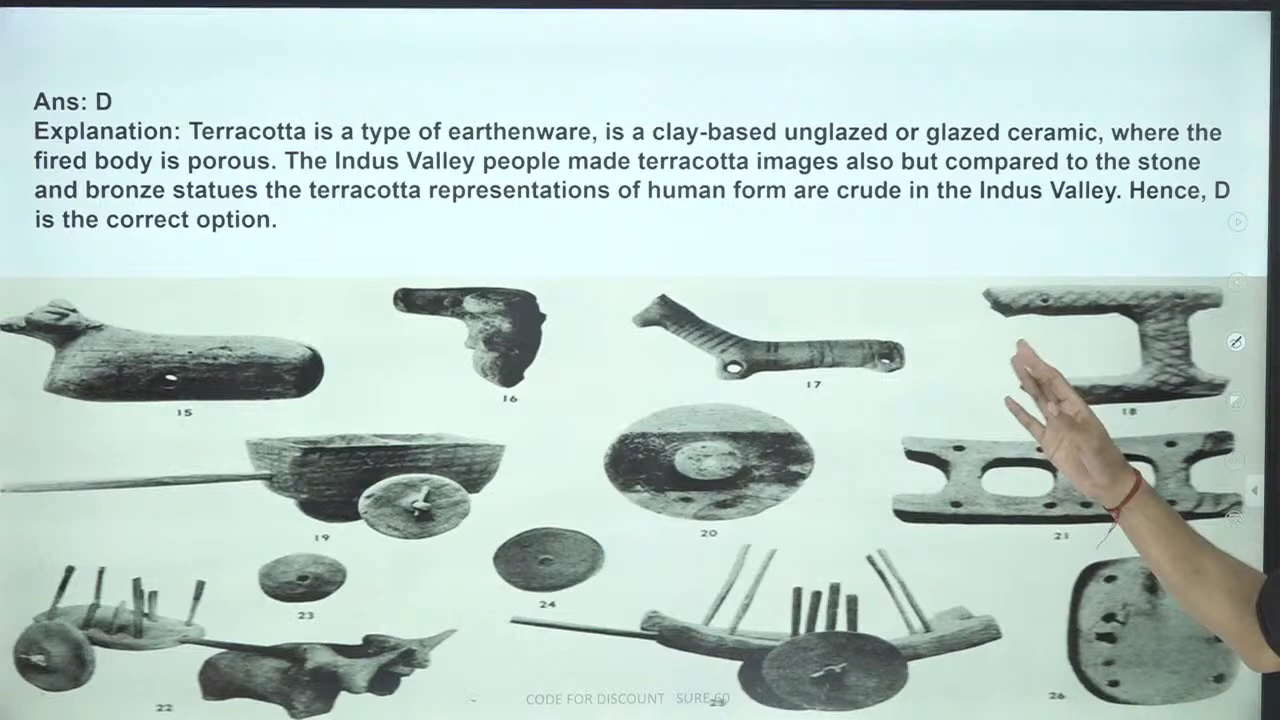 Ans: D
Explanation: Terracotta is a type of earthenware, is a clay-based unglazed or glazed ceramic, where the
fired body is porous. The Indus Valley people made terracotta images also but compared to the stone
and bronze statues the terracotta representations of human form are crude in the Indus Valley. Hence, D
is the correct option.
15
16
17
18
19
20
21
23
24
22
26
CODE FOR DISCOUNT SURE 60